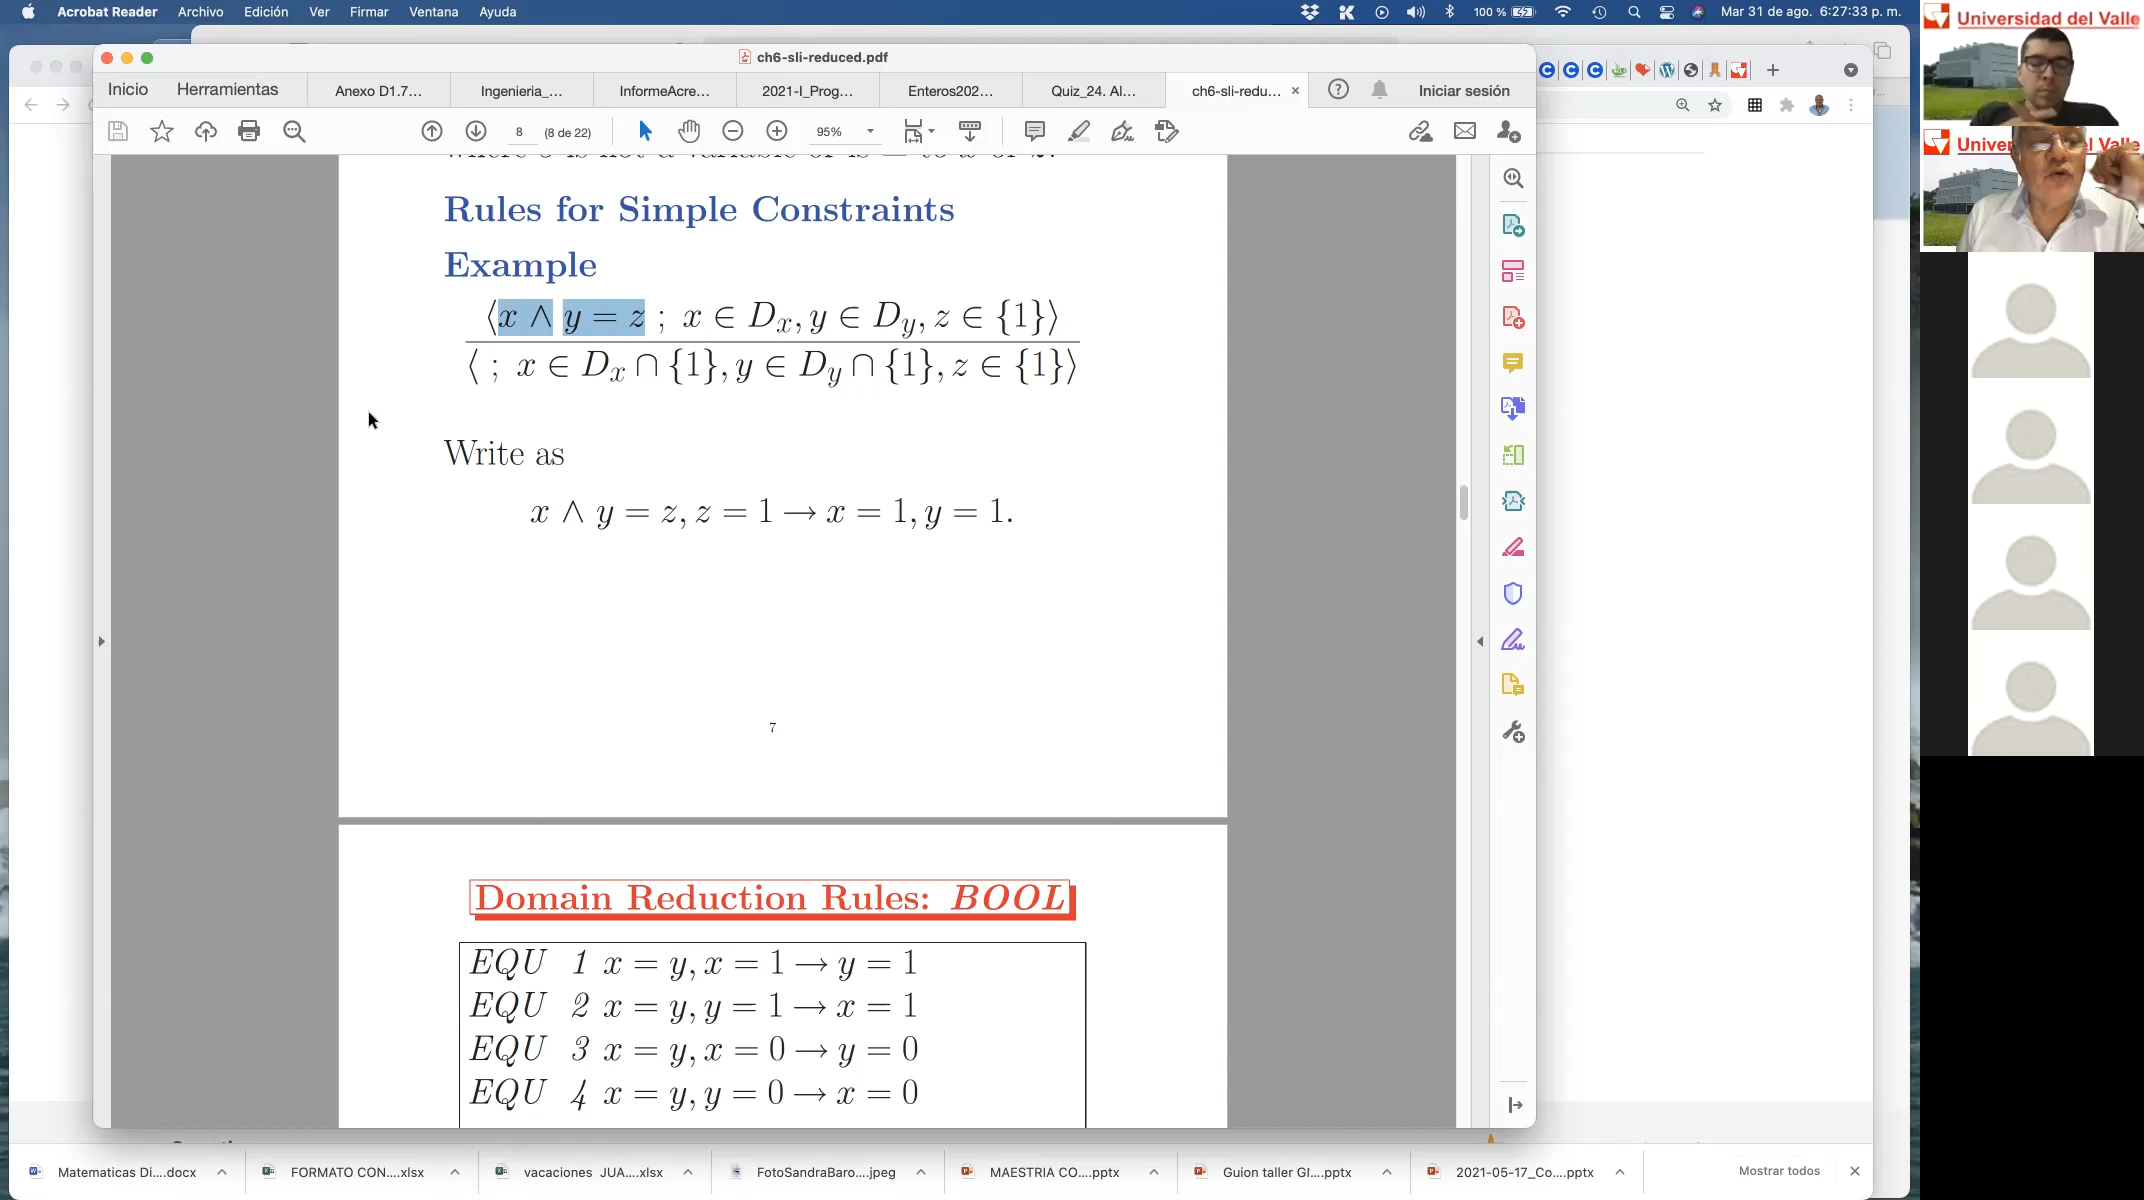 Acrobat Reader Archivo Edición Ver Firmar Ventana Ayuda
100 % Mar 31 de ago. 6:27:33 p. m.
ch6-sli-reduced.pdf
Inicio Herramientas Anexo D1.7... Ingenieria_... InformeAcre... 2021-I_Prog... Enteros202... Quiz_24. Al... ch6-sli-redu... × Iniciar sesión
8 (8 de 22) 95%
Rules for Simple Constraints
Example
⟨x ∧ y = z ; x ∈ Dₓ, y ∈ D_y, z ∈ {1}⟩
⟨ ; x ∈ Dₓ ∩ {1}, y ∈ D_y ∩ {1}, z ∈ {1}⟩
Write as
x ∧ y = z, z = 1 → x = 1, y = 1.
7
Domain Reduction Rules: BOOL
EQU 1 x = y, x = 1 → y = 1
EQU 2 x = y, y = 1 → x = 1
EQU 3 x = y, x = 0 → y = 0
EQU 4 x = y, y = 0 → x = 0
Matematicas Di....docx FORMATO CON....xlsx vacaciones JUA....xlsx FotoSandraBaro....jpeg MAESTRIA CO....pptx Guion taller GI....pptx 2021-05-17_Co....pptx Mostrar todos
Universidad del Valle